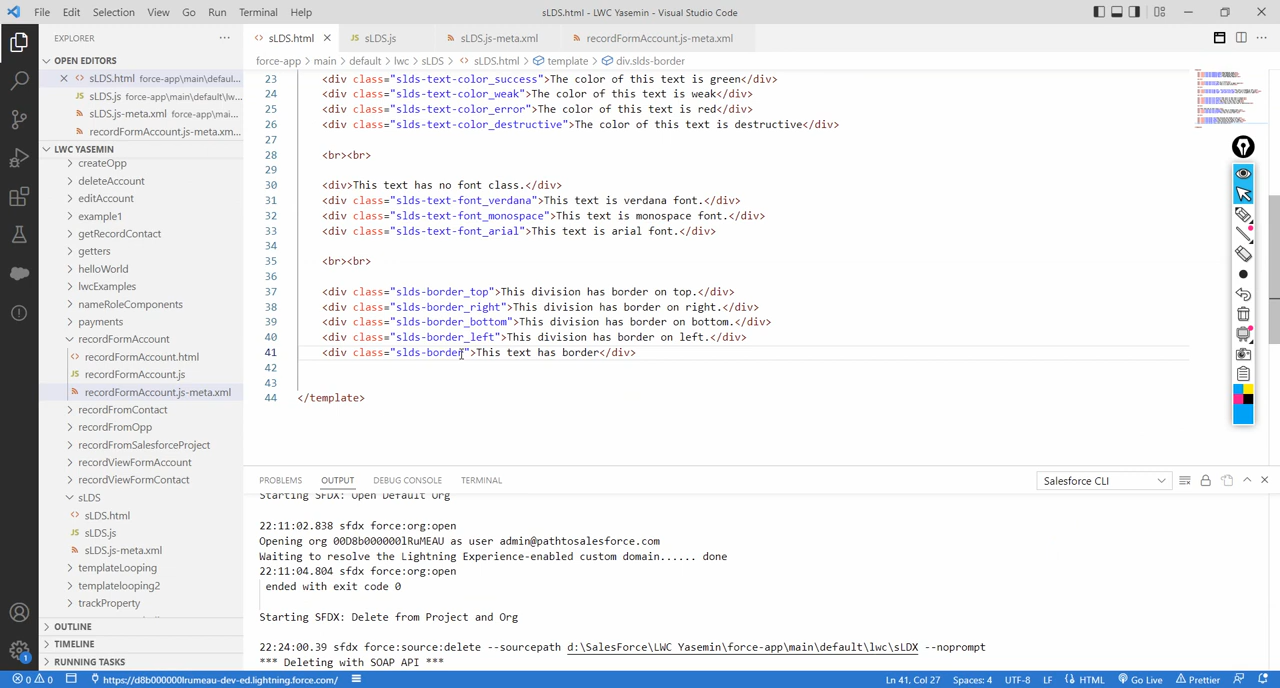 File Edit Selection View Go Run Terminal Help
sLDS.html - LWC Yasemin - Visual Studio Code
EXPLORER
OPEN EDITORS
sLDS.html force-app\main\defaul...
sLDS.js force-app\main\default\lw...
sLDS.js-meta.xml force-app\ma...
recordFormAccount.js-meta.xm...
LWC YASEMIN
createOpp
deleteAccount
editAccount
example1
getRecordContact
getters
helloWorld
lwcExamples
nameRoleComponents
payments
recordFormAccount
recordFormAccount.html
recordFormAccount.js
recordFormAccount.js-meta.xml
recordFromContact
recordFromOpp
recordFromSalesforceProject
recordViewFormAccount
recordViewFormContact
sLDS
sLDS.html
sLDS.js
sLDS.js-meta.xml
templateLooping
templatelooping2
trackProperty
OUTLINE
TIMELINE
RUNNING TASKS
sLDS.html sLDS.js sLDS.js-meta.xml recordFormAccount.js-meta.xml
force-app > main > default > lwc > sLDS > sLDS.html > template > div.slds-border
23 <div class="slds-text-color_success">The color of this text is green</div>
24 <div class="slds-text-color_weak">The color of this text is weak</div>
25 <div class="slds-text-color_error">The color of this text is red</div>
26 <div class="slds-text-color_destructive">The color of this text is destructive</div>
27
28 <br><br>
29
30 <div>This text has no font class.</div>
31 <div class="slds-text-font_verdana">This text is verdana font.</div>
32 <div class="slds-text-font_monospace">This text is monospace font.</div>
33 <div class="slds-text-font_arial">This text is arial font.</div>
34
35 <br><br>
36
37 <div class="slds-border_top">This division has border on top.</div>
38 <div class="slds-border_right">This division has border on right.</div>
39 <div class="slds-border_bottom">This division has border on bottom.</div>
40 <div class="slds-border_left">This division has border on left.</div>
41 <div class="slds-border">This text has border</div>
42
43
44 </template>
PROBLEMS OUTPUT DEBUG CONSOLE TERMINAL
Salesforce CLI
Starting SFDX: Open Default Org
22:11:02.838 sfdx force:org:open
Opening org 00D8b000000lRuMEAU as user admin@pathtosalesforce.com
Waiting to resolve the Lightning Experience-enabled custom domain...... done
22:11:04.804 sfdx force:org:open
ended with exit code 0
Starting SFDX: Delete from Project and Org
22:24:00.39 sfdx force:source:delete --sourcepath d:\SalesForce\LWC Yasemin\force-app\main\default\lwc\sLDX --noprompt
*** Deleting with SOAP API ***
1
0 0 https://d8b000000lrumeau-dev-ed.lightning.force.com/
Ln 41, Col 27 Spaces: 4 UTF-8 LF HTML Go Live Prettier